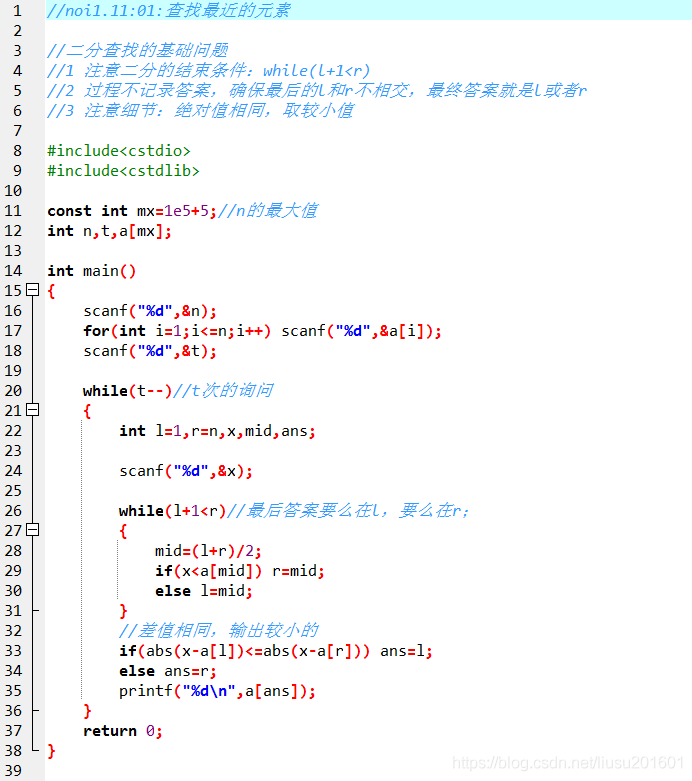 1 //noi1.11:01:查找最近的元素
2
3 //二分查找的基础问题
4 //1 注意二分的结束条件：while(l+1<r)
5 //2 过程不记录答案，确保最后的l和r不相交，最终答案就是l或者r
6 //3 注意细节：绝对值相同，取较小值
7
8 #include<cstdio>
9 #include<cstdlib>
10
11 const int mx=1e5+5;//n的最大值
12 int n,t,a[mx];
13
14 int main()
15 {
16     scanf("%d",&n);
17     for(int i=1;i<=n;i++) scanf("%d",&a[i]);
18     scanf("%d",&t);
19
20     while(t--)//t次的询问
21     {
22         int l=1,r=n,x,mid,ans;
23
24         scanf("%d",&x);
25
26         while(l+1<r)//最后答案要么在l，要么在r；
27         {
28             mid=(l+r)/2;
29             if(x<a[mid]) r=mid;
30             else l=mid;
31         }
32         //差值相同，输出较小的
33         if(abs(x-a[l])<=abs(x-a[r])) ans=l;
34         else ans=r;
35         printf("%d\n",a[ans]);
36     }
37     return 0;
38 }
39
https://blog.csdn.net/liusu201601